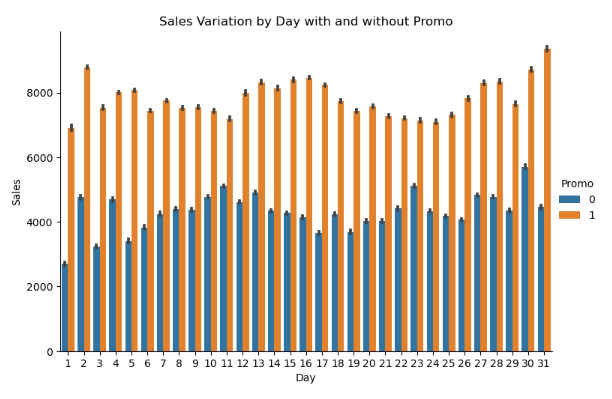 Sales Variation by Day with and without Promo
8000
6000
4000
2000
0
Sales
1 2 3 4 5 6 7 8 9 10 11 12 13 14 15 16 17 18 19 20 21 22 23 24 25 26 27 28 29 30 31
Day
Promo
0
1